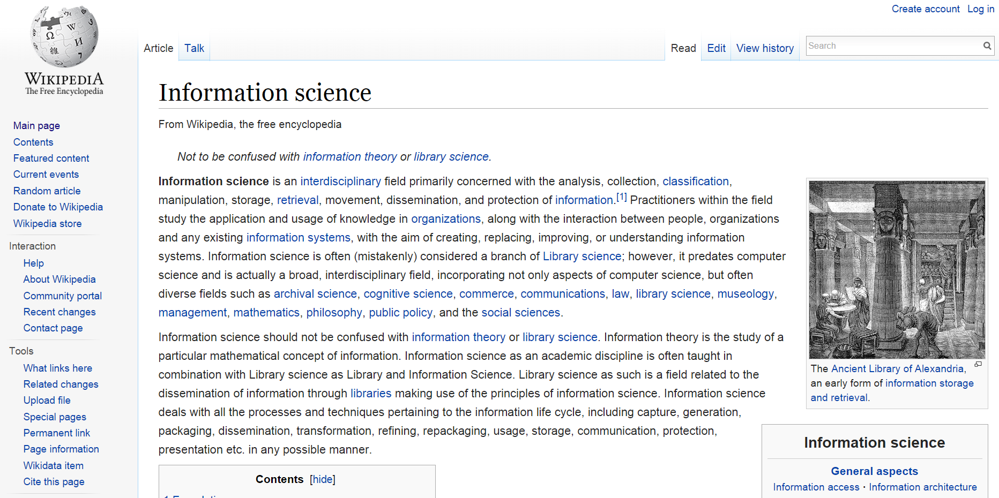 Create account Log in
WIKIPEDIA
The Free Encyclopedia
Article Talk
Read Edit View history Search
Main page
Contents
Featured content
Current events
Random article
Donate to Wikipedia
Wikipedia store
Interaction
Help
About Wikipedia
Community portal
Recent changes
Contact page
Tools
What links here
Related changes
Upload file
Special pages
Permanent link
Page information
Wikidata item
Cite this page
Information science
From Wikipedia, the free encyclopedia
Not to be confused with information theory or library science.
Information science is an interdisciplinary field primarily concerned with the analysis, collection, classification,
manipulation, storage, retrieval, movement, dissemination, and protection of information.[1] Practitioners within the field
study the application and usage of knowledge in organizations, along with the interaction between people, organizations
and any existing information systems, with the aim of creating, replacing, improving, or understanding information
systems. Information science is often (mistakenly) considered a branch of Library science; however, it predates computer
science and is actually a broad, interdisciplinary field, incorporating not only aspects of computer science, but often
diverse fields such as archival science, cognitive science, commerce, communications, law, library science, museology,
management, mathematics, philosophy, public policy, and the social sciences.
Information science should not be confused with information theory or library science. Information theory is the study of a
particular mathematical concept of information. Information science as an academic discipline is often taught in
combination with Library science as Library and Information Science. Library science as such is a field related to the
dissemination of information through libraries making use of the principles of information science. Information science
deals with all the processes and techniques pertaining to the information life cycle, including capture, generation,
packaging, dissemination, transformation, refining, repackaging, usage, storage, communication, protection,
presentation etc. in any possible manner.
Contents [hide]
The Ancient Library of Alexandria,
an early form of information storage
and retrieval.
Information science
General aspects
Information access · Information architecture